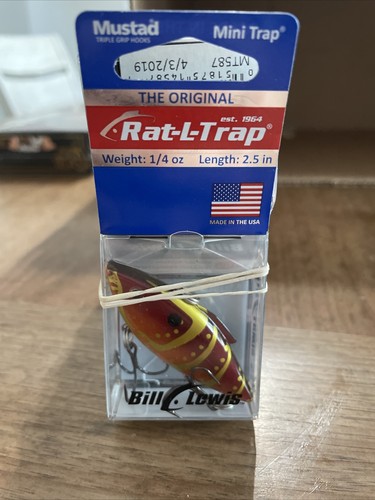 Mustad®
TRIPLE GRIP HOOKS
Mini Trap®
MT587
4/3/2019
THE ORIGINAL
est. 1964
Rat-L-Trap®
Weight: 1/4 oz Length: 2.5 in
MADE IN THE USA
Bill Lewis